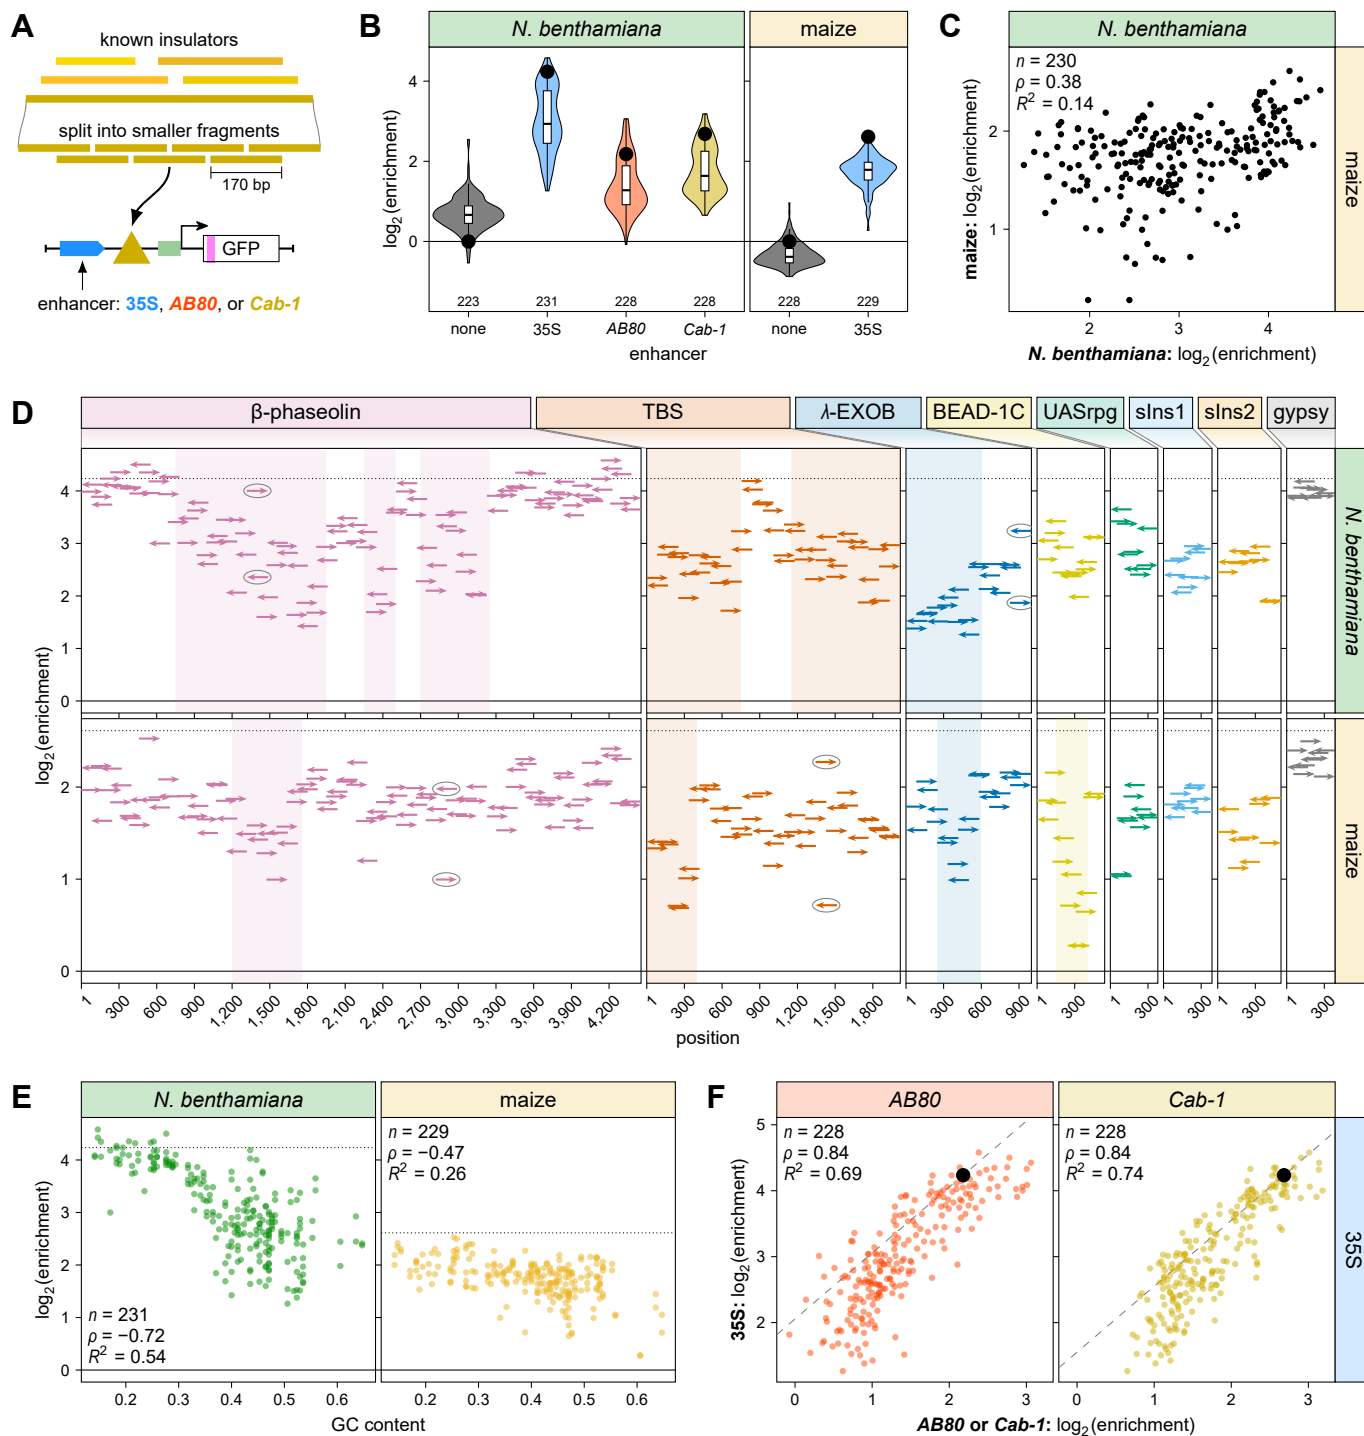 A
known insulators
split into smaller fragments
170 bp
GFP
enhancer: 35S, AB80, or Cab-1
B
N. benthamiana
maize
log2(enrichment)
4
2
0
223
231
228
228
228
229
none
35S
AB80
Cab-1
none
35S
enhancer
C
N. benthamiana
n = 230
ρ = 0.38
R² = 0.14
maize: log2(enrichment)
2
1
2
3
4
maize
N. benthamiana: log2(enrichment)
D
β-phaseolin
TBS
λ-EXOB
BEAD-1C
UASrpg
sIns1
sIns2
gypsy
log2(enrichment)
4
3
2
1
0
N. benthamiana
2
1
0
maize
1
300
600
900
1,200
1,500
1,800
2,100
2,400
2,700
3,000
3,300
3,600
3,900
4,200
1
300
600
900
1,200
1,500
1,800
1
300
600
900
1
300
1
300
1
300
1
300
1
300
position
E
N. benthamiana
maize
log2(enrichment)
4
3
2
1
0
n = 231
ρ = −0.72
R² = 0.54
n = 229
ρ = −0.47
R² = 0.26
0.2
0.3
0.4
0.5
0.6
0.2
0.3
0.4
0.5
0.6
GC content
F
AB80
Cab-1
35S: log2(enrichment)
5
4
3
2
n = 228
ρ = 0.84
R² = 0.69
n = 228
ρ = 0.84
R² = 0.74
35S
0
1
2
3
0
1
2
3
AB80 or Cab-1: log2(enrichment)